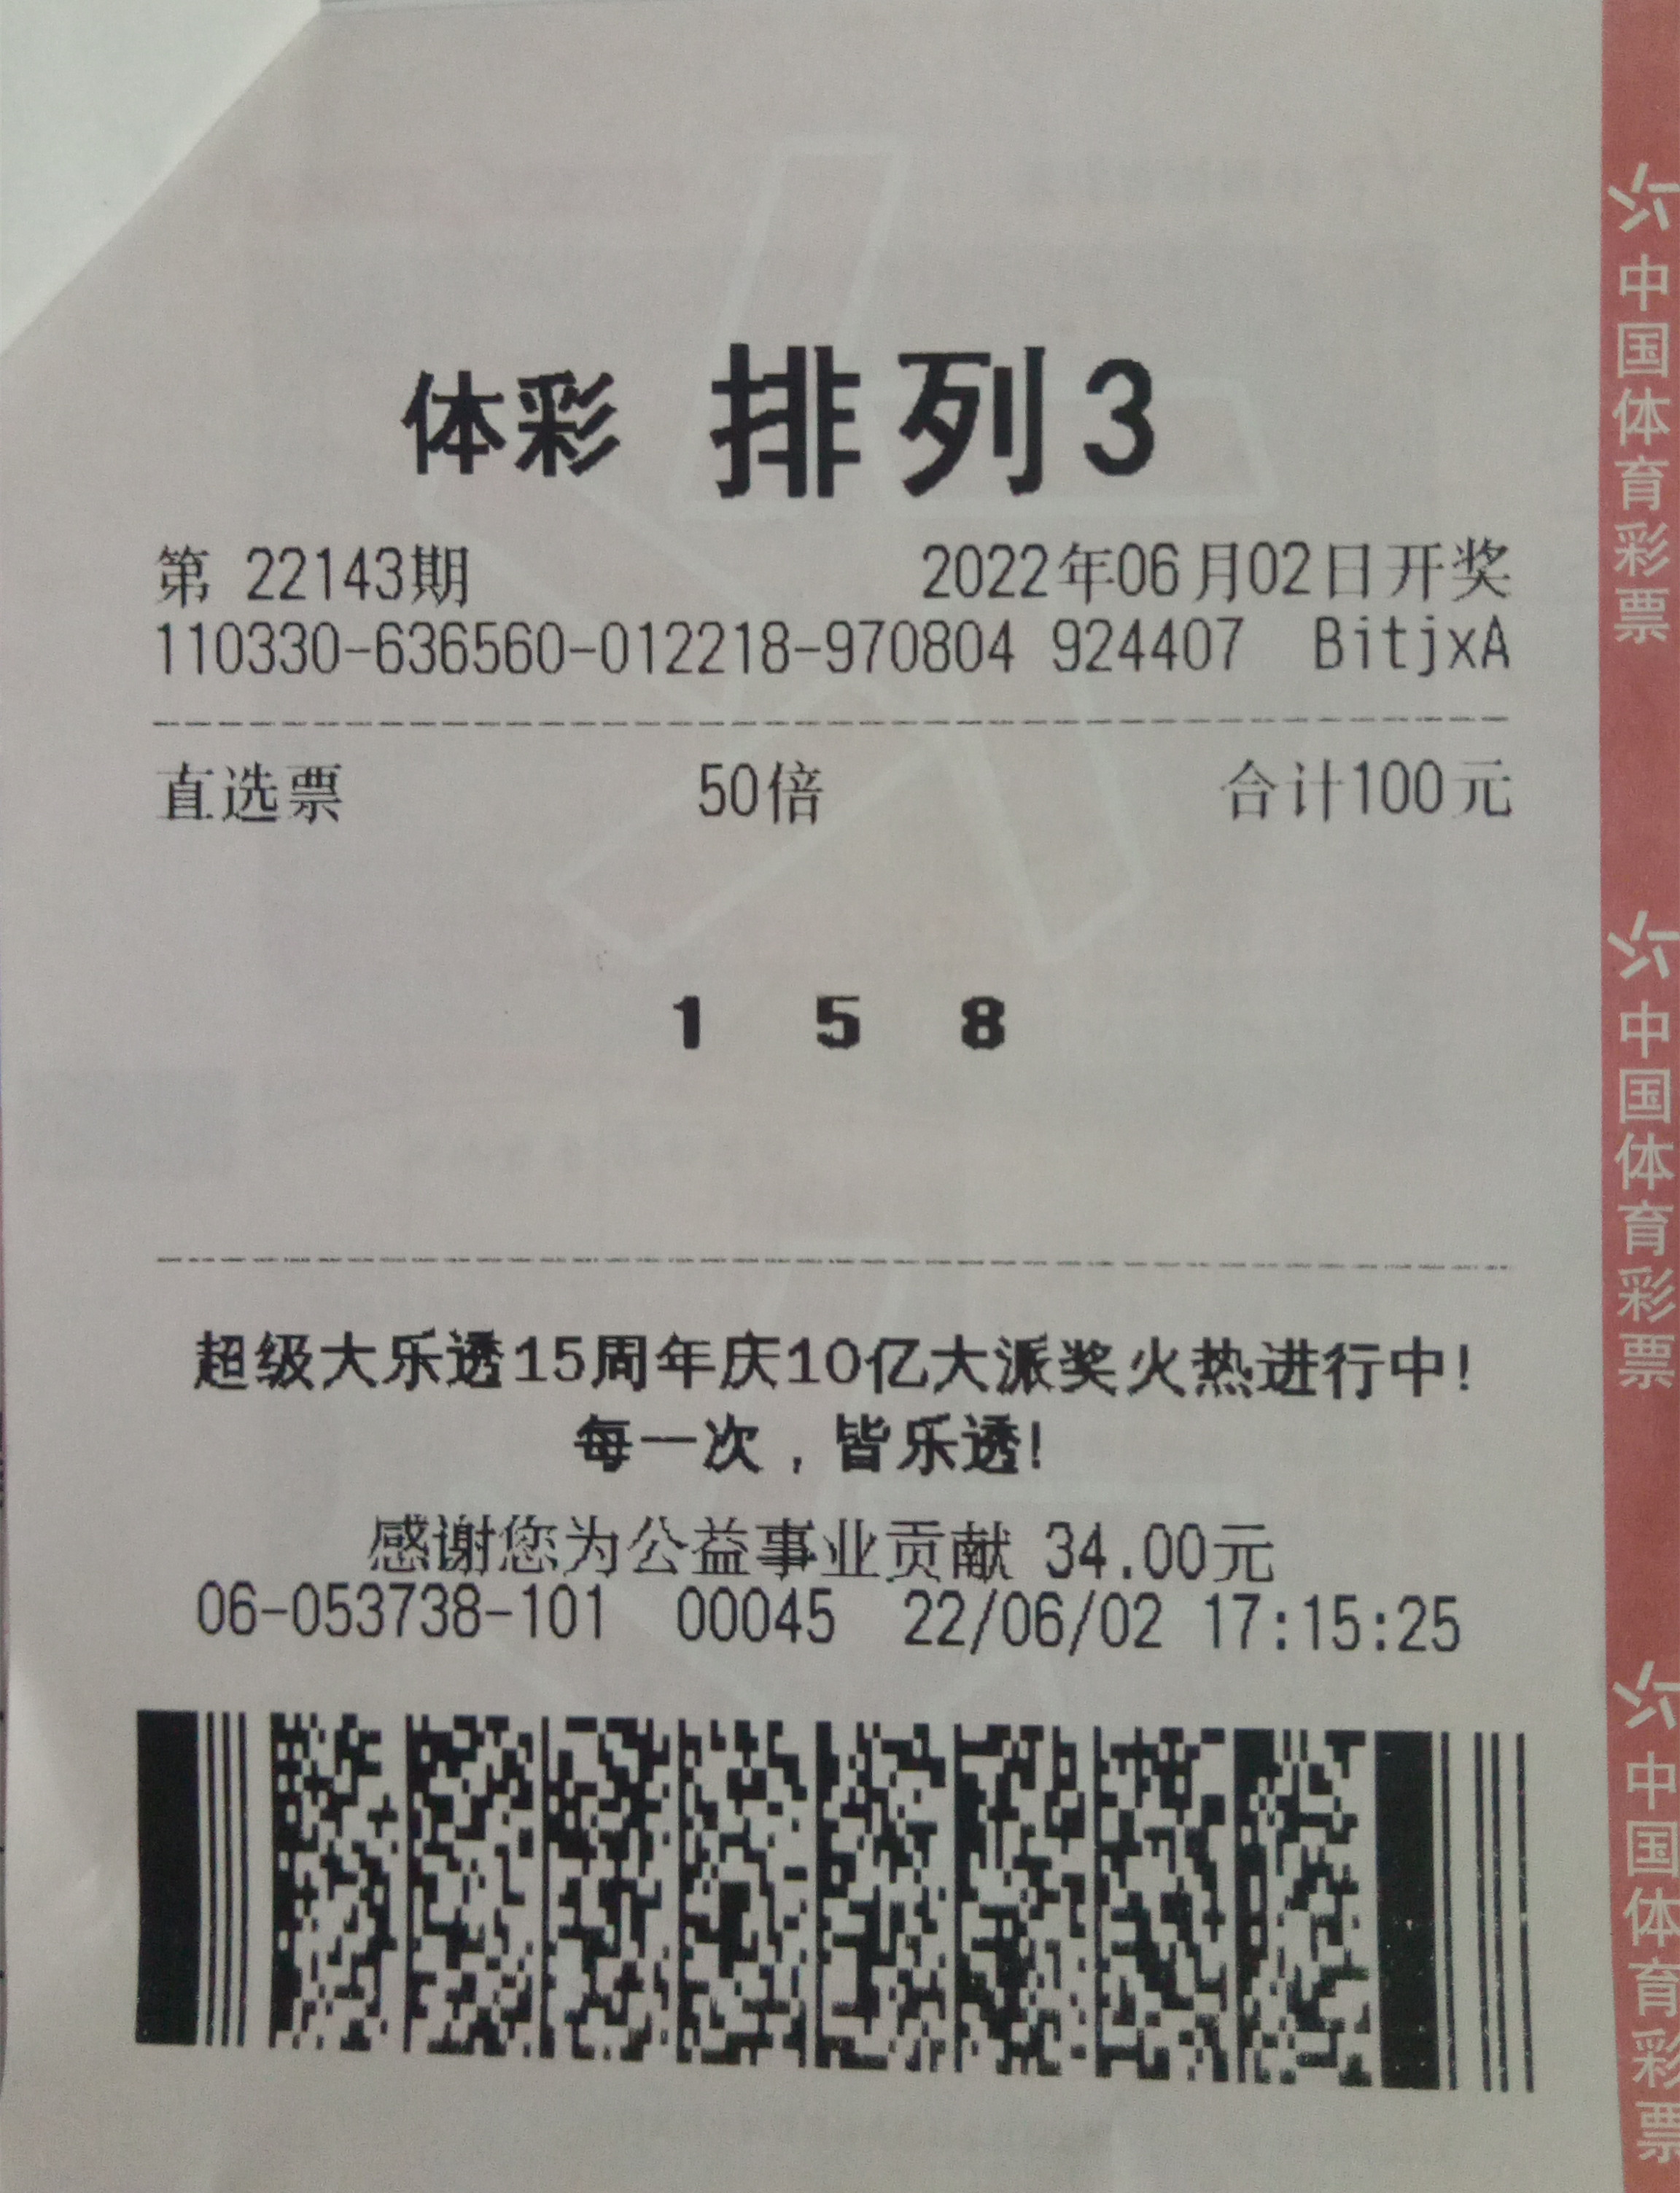 体彩 排列3
第 22143期 2022年06月02日开奖
110330-636560-012218-970804 924407 BitjxA
直选票 50倍 合计100元
1 5 8
超级大乐透15周年庆10亿大派奖火热进行中!
每一次，皆乐透!
感谢您为公益事业贡献 34.00元
06-053738-101 00045 22/06/02 17:15:25
中国体育彩票
中国体育彩票
中国体育彩票